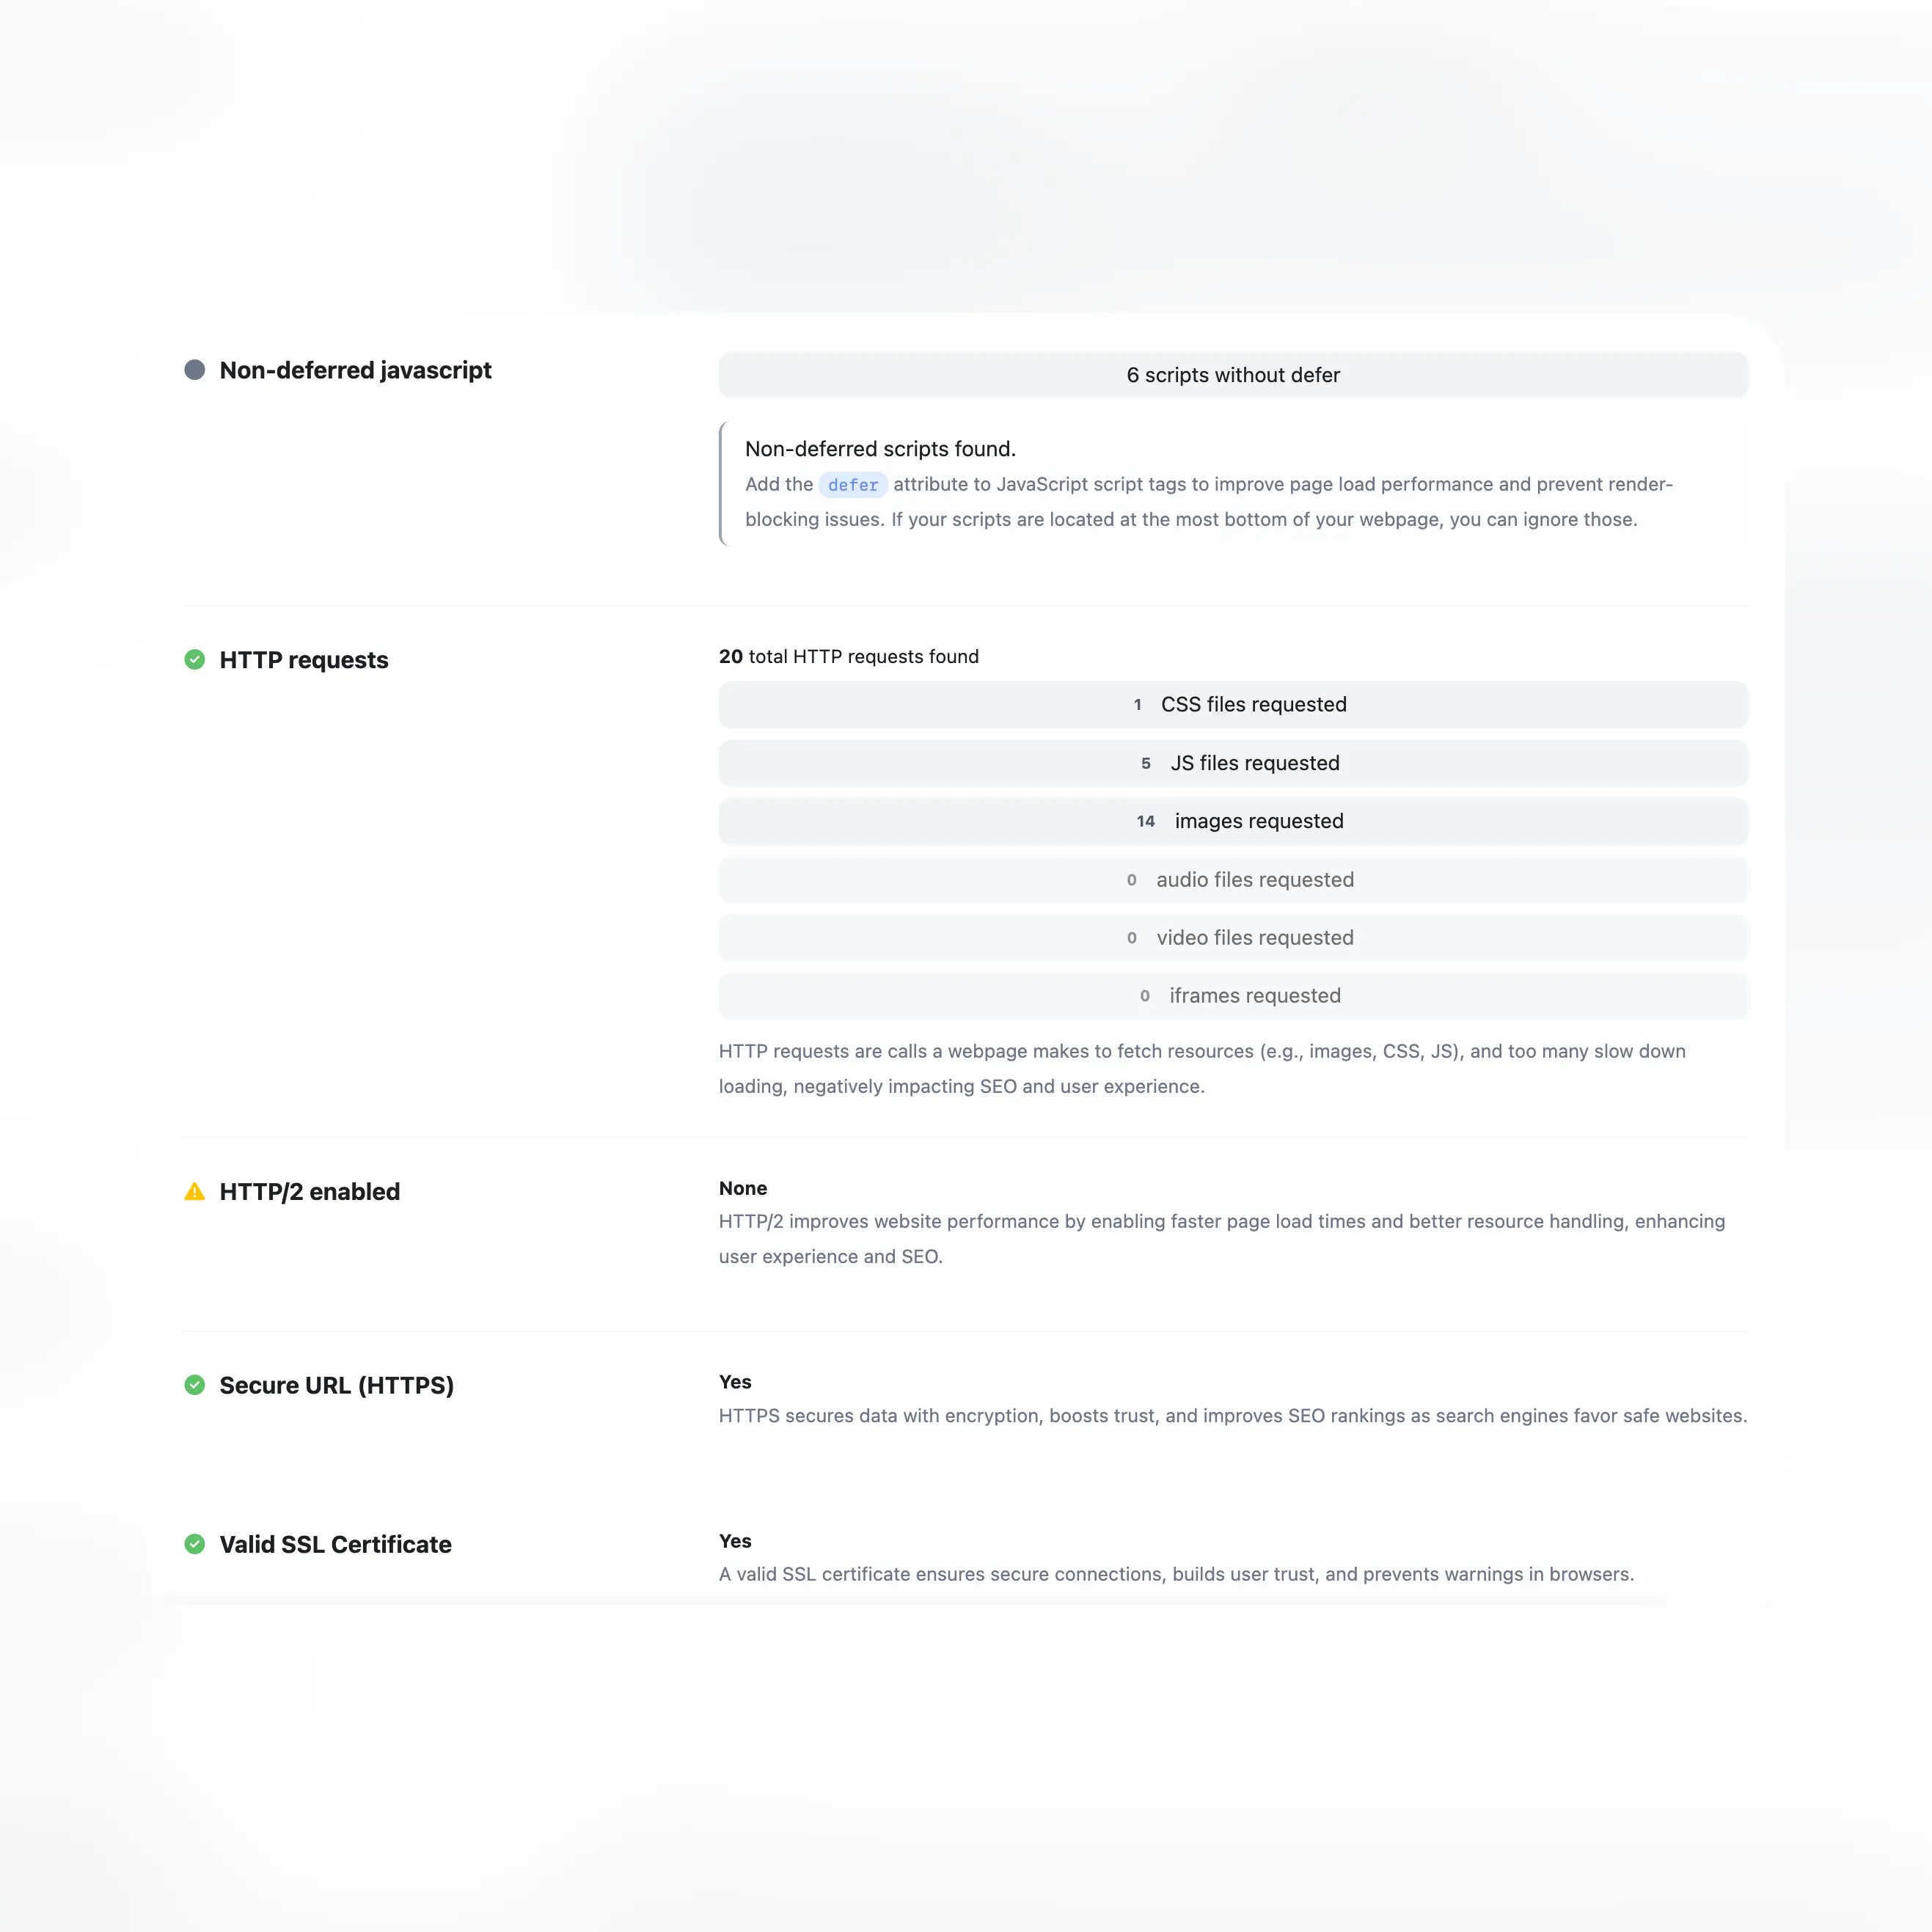 Non-deferred javascript
6 scripts without defer
Non-deferred scripts found.
Add the defer attribute to JavaScript script tags to improve page load performance and prevent render-
blocking issues. If your scripts are located at the most bottom of your webpage, you can ignore those.
HTTP requests
20 total HTTP requests found
1 CSS files requested
5 JS files requested
14 images requested
0 audio files requested
0 video files requested
0 iframes requested
HTTP requests are calls a webpage makes to fetch resources (e.g., images, CSS, JS), and too many slow down
loading, negatively impacting SEO and user experience.
HTTP/2 enabled
None
HTTP/2 improves website performance by enabling faster page load times and better resource handling, enhancing
user experience and SEO.
Secure URL (HTTPS)
Yes
HTTPS secures data with encryption, boosts trust, and improves SEO rankings as search engines favor safe websites.
Valid SSL Certificate
Yes
A valid SSL certificate ensures secure connections, builds user trust, and prevents warnings in browsers.